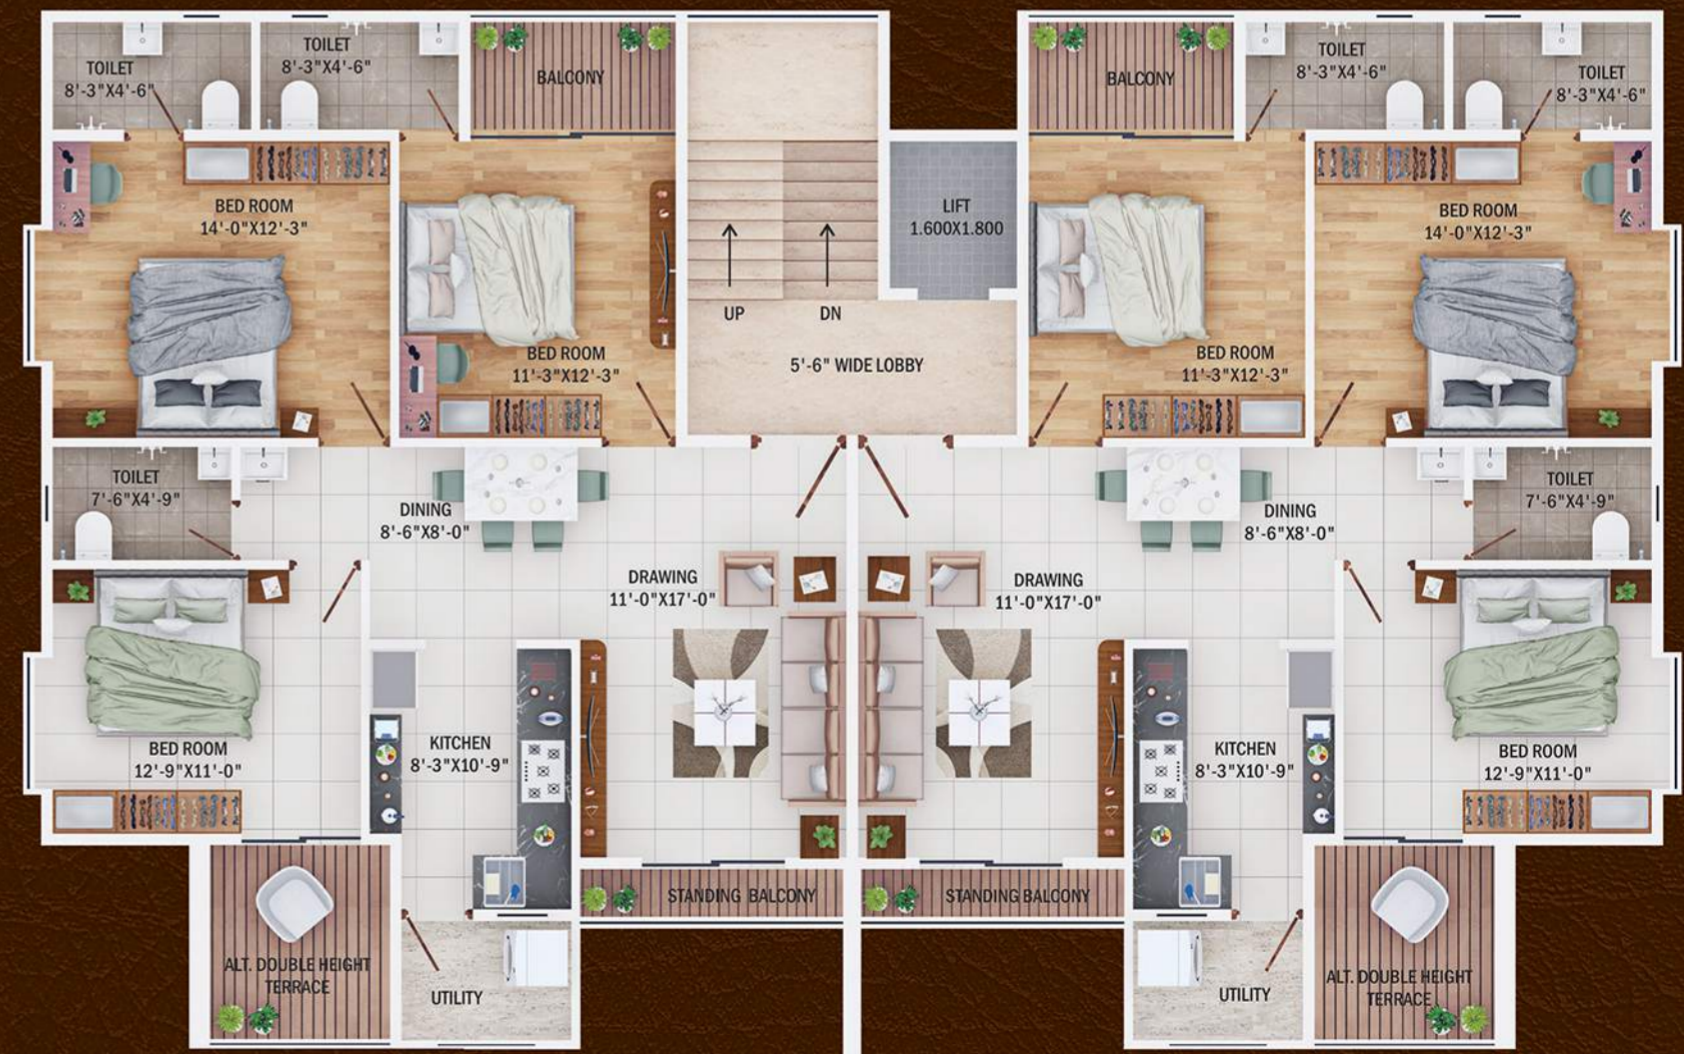 TOILET
8'-3"X4'-6"
TOILET
8'-3"X4'-6"
BALCONY
BALCONY
TOILET
8'-3"X4'-6"
TOILET
8'-3"X4'-6"
BED ROOM
14'-0"X12'-3"
LIFT
1.600X1.800
BED ROOM
14'-0"X12'-3"
UP
DN
BED ROOM
11'-3"X12'-3"
5'-6" WIDE LOBBY
BED ROOM
11'-3"X12'-3"
TOILET
7'-6"X4'-9"
DINING
8'-6"X8'-0"
DINING
8'-6"X8'-0"
TOILET
7'-6"X4'-9"
DRAWING
11'-0"X17'-0"
DRAWING
11'-0"X17'-0"
BED ROOM
12'-9"X11'-0"
KITCHEN
8'-3"X10'-9"
KITCHEN
8'-3"X10'-9"
BED ROOM
12'-9"X11'-0"
STANDING BALCONY
STANDING BALCONY
ALT. DOUBLE HEIGHT
TERRACE
UTILITY
UTILITY
ALT. DOUBLE HEIGHT
TERRACE